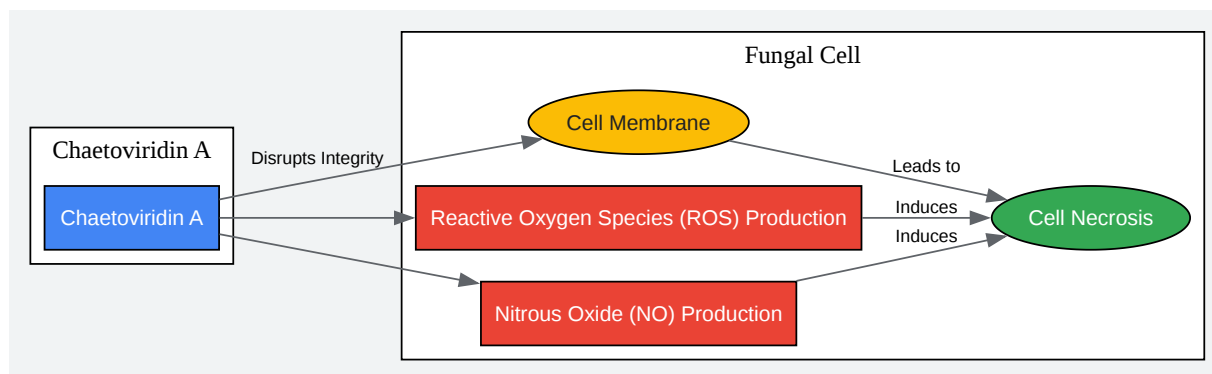 Fungal Cell
Chaetoviridin A
Chaetoviridin A
Disrupts Integrity
Cell Membrane
Leads to
Reactive Oxygen Species (ROS) Production
Induces
Cell Necrosis
Induces
Nitrous Oxide (NO) Production